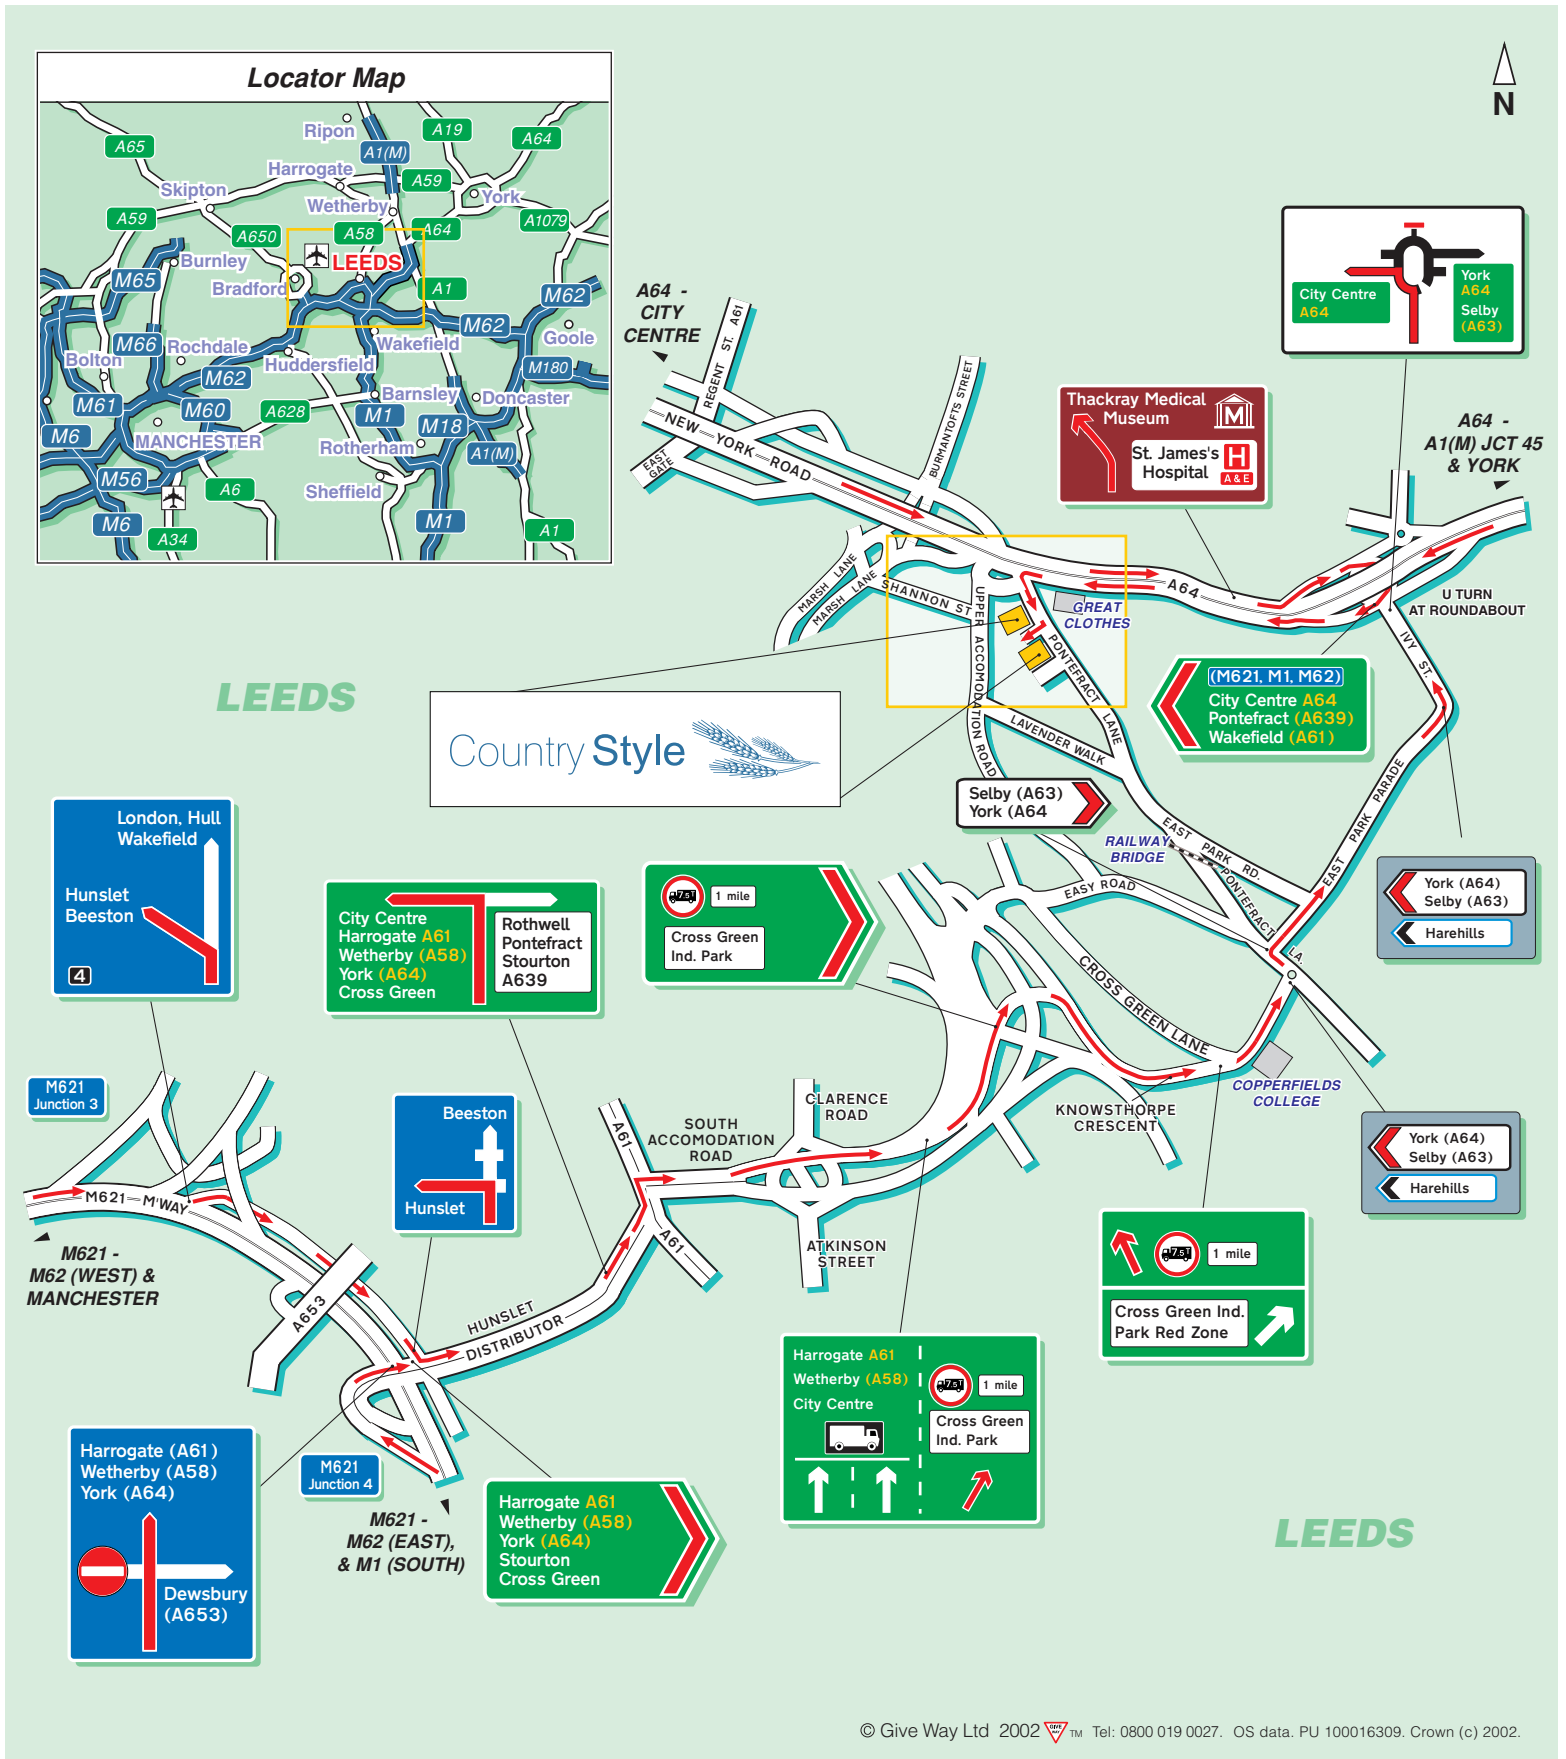 Locator Map
Ripon
A19
A64
A65
A1(M)
Harrogate
A59
Skipton
York
Wetherby
A59
A1079
A650
A58
A64
LEEDS
Burnley
M65
Bradford
A1
M62
M62
M66
Rochdale
Wakefield
Goole
Bolton
Huddersfield
M180
M62
Barnsley
Doncaster
M61
M60
A628
M1
M18
M6
MANCHESTER
Rotherham
A1(M)
M56
A6
Sheffield
M6
M1
A34
A1
N
A64 -
CITY
CENTRE
REGENT ST. A61
NEW YORK ROAD
EAST
GATE
BURMANTOFTS STREET
Thackray Medical
Museum
M
St. James's
Hospital
H
A & E
City Centre
A64
York
A64
Selby
(A63)
A64 -
A1(M) JCT 45
& YORK
MARSH LANE
MARSH LANE
SHANNON ST
UPPER ACCOMODATION ROAD
A64
GREAT
CLOTHES
PONTEFRACT LANE
U TURN
AT ROUNDABOUT
IVY ST.
(M621, M1, M62)
City Centre A64
Pontefract (A639)
Wakefield (A61)
LEEDS
Country Style
LAVENDER WALK
Selby (A63)
York (A64
RAILWAY
BRIDGE
EAST PARK RD.
EAST PARK PARADE
PONTEFRACT LA.
EASY ROAD
York (A64)
Selby (A63)
Harehills
London, Hull
Wakefield
Hunslet
Beeston
4
City Centre
Harrogate A61
Wetherby (A58)
York (A64)
Cross Green
Rothwell
Pontefract
Stourton
A639
7.5T
1 mile
Cross Green
Ind. Park
CROSS GREEN LANE
M621
Junction 3
M621 M'WAY
M621 -
M62 (WEST) &
MANCHESTER
Beeston
Hunslet
A61
SOUTH
ACCOMODATION
ROAD
CLARENCE
ROAD
KNOWSTHORPE
CRESCENT
COPPERFIELDS
COLLEGE
York (A64)
Selby (A63)
Harehills
A61
ATKINSON
STREET
A653
HUNSLET
DISTRIBUTOR
7.5T
1 mile
Cross Green Ind.
Park Red Zone
Harrogate A61
Wetherby (A58)
City Centre
7.5T
1 mile
Cross Green
Ind. Park
Harrogate (A61)
Wetherby (A58)
York (A64)
Dewsbury
(A653)
M621
Junction 4
M621 -
M62 (EAST),
& M1 (SOUTH)
Harrogate A61
Wetherby (A58)
York (A64)
Stourton
Cross Green
LEEDS
© Give Way Ltd 2002 GIVE WAY TM Tel: 0800 019 0027. OS data. PU 100016309. Crown (c) 2002.